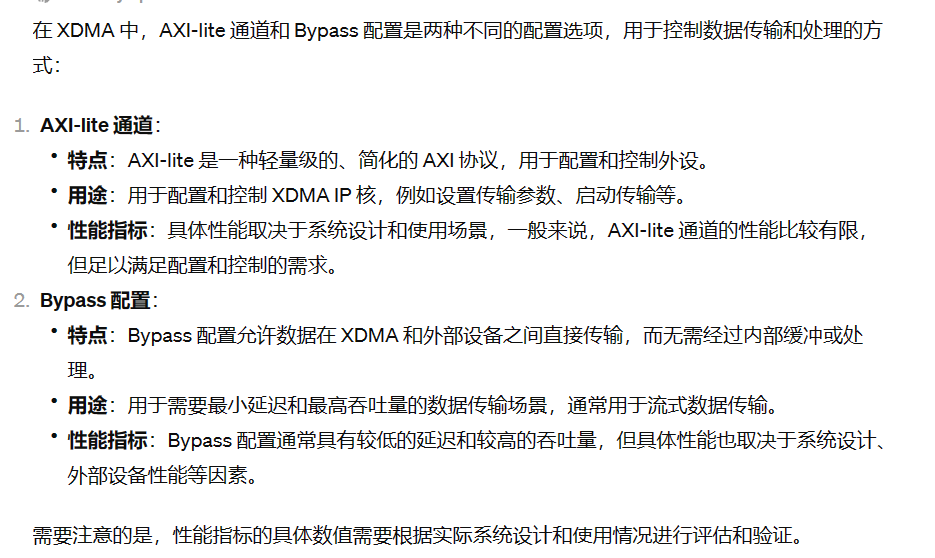 在 XDMA 中，AXI-lite 通道和 Bypass 配置是两种不同的配置选项，用于控制数据传输和处理的方
式：
1. AXI-lite 通道：
• 特点：AXI-lite 是一种轻量级的、简化的 AXI 协议，用于配置和控制外设。
• 用途：用于配置和控制 XDMA IP 核，例如设置传输参数、启动传输等。
• 性能指标：具体性能取决于系统设计和使用场景，一般来说，AXI-lite 通道的性能比较有限，
但足以满足配置和控制的需求。
2. Bypass 配置：
• 特点：Bypass 配置允许数据在 XDMA 和外部设备之间直接传输，而无需经过内部缓冲或处
理。
• 用途：用于需要最小延迟和最高吞吐量的数据传输场景，通常用于流式数据传输。
• 性能指标：Bypass 配置通常具有较低的延迟和较高的吞吐量，但具体性能也取决于系统设计、
外部设备性能等因素。
需要注意的是，性能指标的具体数值需要根据实际系统设计和使用情况进行评估和验证。